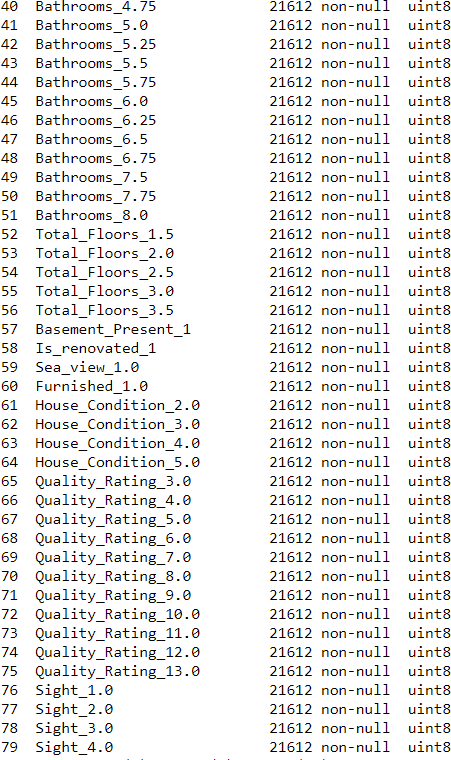 40 Bathrooms_4.75 21612 non-null uint8
41 Bathrooms_5.0 21612 non-null uint8
42 Bathrooms_5.25 21612 non-null uint8
43 Bathrooms_5.5 21612 non-null uint8
44 Bathrooms_5.75 21612 non-null uint8
45 Bathrooms_6.0 21612 non-null uint8
46 Bathrooms_6.25 21612 non-null uint8
47 Bathrooms_6.5 21612 non-null uint8
48 Bathrooms_6.75 21612 non-null uint8
49 Bathrooms_7.5 21612 non-null uint8
50 Bathrooms_7.75 21612 non-null uint8
51 Bathrooms_8.0 21612 non-null uint8
52 Total_Floors_1.5 21612 non-null uint8
53 Total_Floors_2.0 21612 non-null uint8
54 Total_Floors_2.5 21612 non-null uint8
55 Total_Floors_3.0 21612 non-null uint8
56 Total_Floors_3.5 21612 non-null uint8
57 Basement_Present_1 21612 non-null uint8
58 Is_renovated_1 21612 non-null uint8
59 Sea_view_1.0 21612 non-null uint8
60 Furnished_1.0 21612 non-null uint8
61 House_Condition_2.0 21612 non-null uint8
62 House_Condition_3.0 21612 non-null uint8
63 House_Condition_4.0 21612 non-null uint8
64 House_Condition_5.0 21612 non-null uint8
65 Quality_Rating_3.0 21612 non-null uint8
66 Quality_Rating_4.0 21612 non-null uint8
67 Quality_Rating_5.0 21612 non-null uint8
68 Quality_Rating_6.0 21612 non-null uint8
69 Quality_Rating_7.0 21612 non-null uint8
70 Quality_Rating_8.0 21612 non-null uint8
71 Quality_Rating_9.0 21612 non-null uint8
72 Quality_Rating_10.0 21612 non-null uint8
73 Quality_Rating_11.0 21612 non-null uint8
74 Quality_Rating_12.0 21612 non-null uint8
75 Quality_Rating_13.0 21612 non-null uint8
76 Sight_1.0 21612 non-null uint8
77 Sight_2.0 21612 non-null uint8
78 Sight_3.0 21612 non-null uint8
79 Sight_4.0 21612 non-null uint8